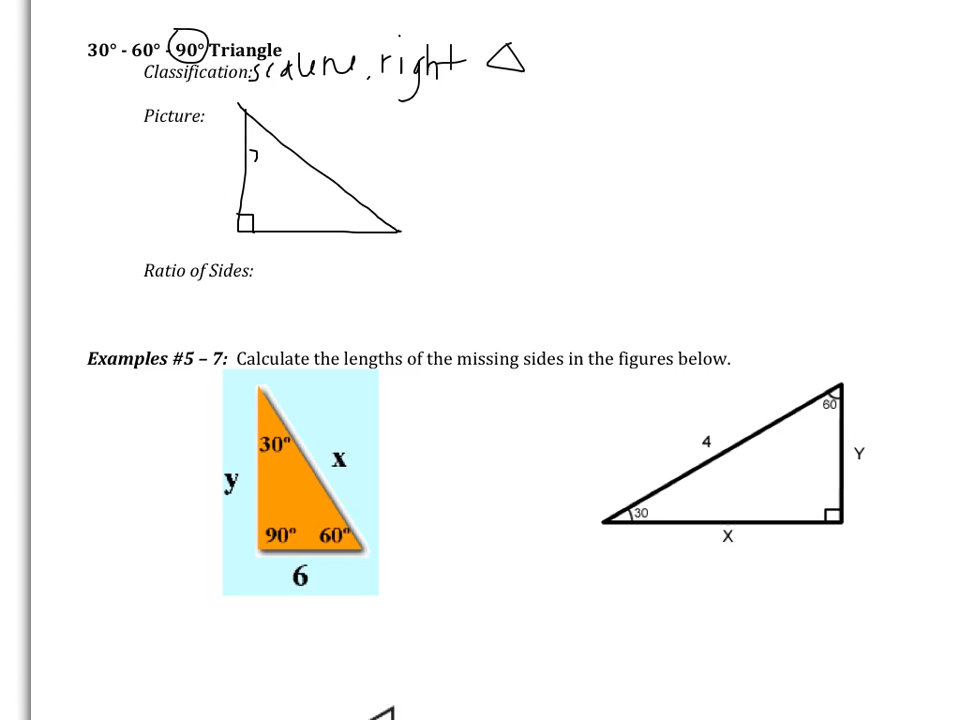 30° - 60° - 90° Triangle
Classification: scalene, right △
Picture:
Ratio of Sides:
Examples #5 – 7: Calculate the lengths of the missing sides in the figures below.
30°
x
y
90° 60°
6
60
4
Y
30
X